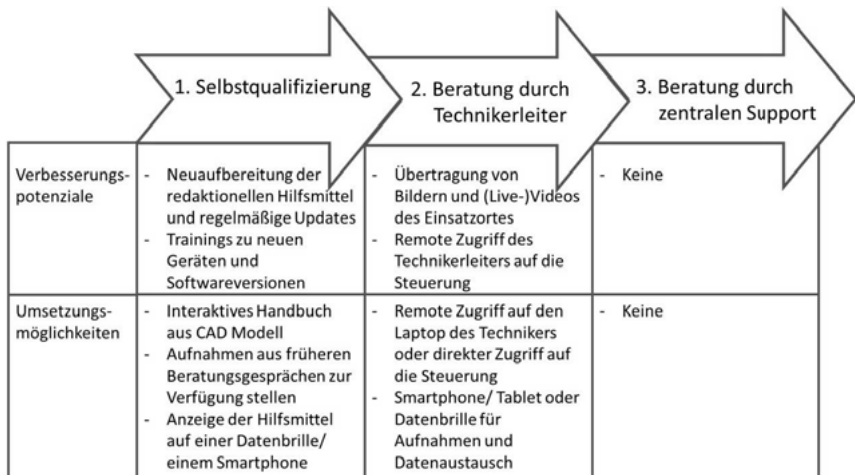 1. Selbstqualifizierung
2. Beratung durch
Technikerleiter
3. Beratung durch
zentralen Support
Verbesserungs-
potenziale
- Neuaufbereitung der
redaktionellen Hilfsmittel
und regelmäßige Updates
- Trainings zu neuen
Geräten und
Softwareversionen
- Übertragung von
Bildern und (Live-)Videos
des Einsatzortes
- Remote Zugriff des
Technikerleiters auf die
Steuerung
- Keine
Umsetzungs-
möglichkeiten
- Interaktives Handbuch
aus CAD Modell
- Aufnahmen aus früheren
Beratungsgesprächen zur
Verfügung stellen
- Anzeige der Hilfsmittel
auf einer Datenbrille/
einem Smartphone
- Remote Zugriff auf den
Laptop des Technikers
oder direkter Zugriff auf
die Steuerung
- Smartphone/ Tablet oder
Datenbrille für
Aufnahmen und
Datenaustausch
- Keine